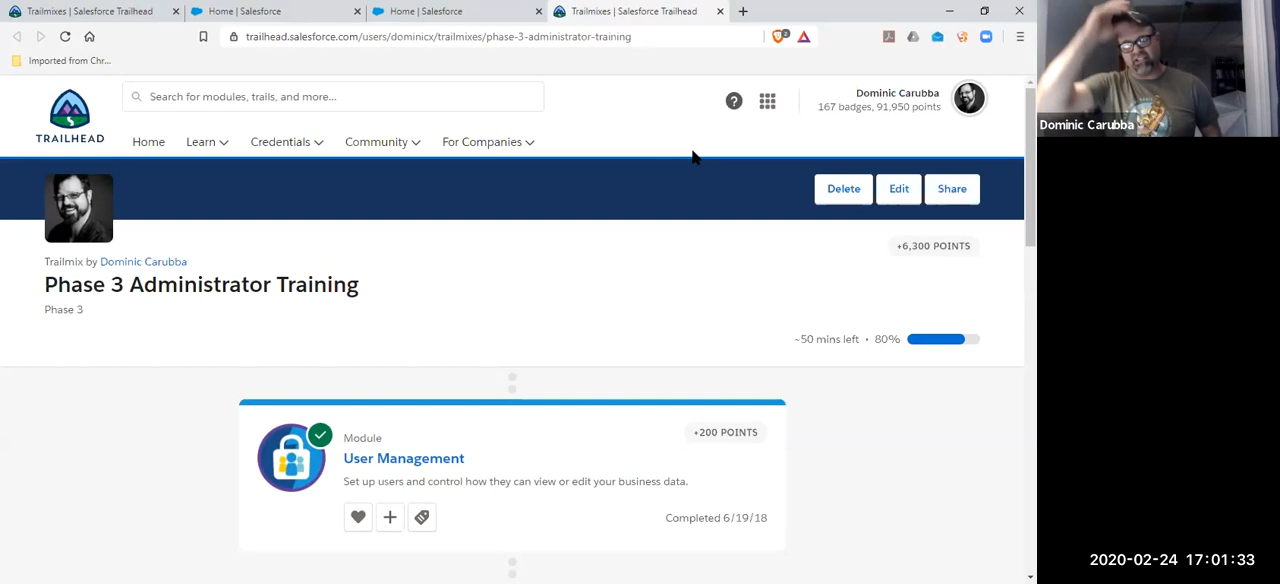 Trailmixes | Salesforce Trailhead
Home | Salesforce
Home | Salesforce
Trailmixes | Salesforce Trailhead
trailhead.salesforce.com/users/dominicx/trailmixes/phase-3-administrator-training
2
Imported from Chr...
TRAILHEAD
Search for modules, trails, and more...
?
Dominic Carubba
167 badges, 91,950 points
Home
Learn
Credentials
Community
For Companies
Delete
Edit
Share
+6,300 POINTS
Trailmix by Dominic Carubba
Phase 3 Administrator Training
Phase 3
~50 mins left • 80%
Module
+200 POINTS
User Management
Set up users and control how they can view or edit your business data.
Completed 6/19/18
Dominic Carubba
2020-02-24 17:01:33